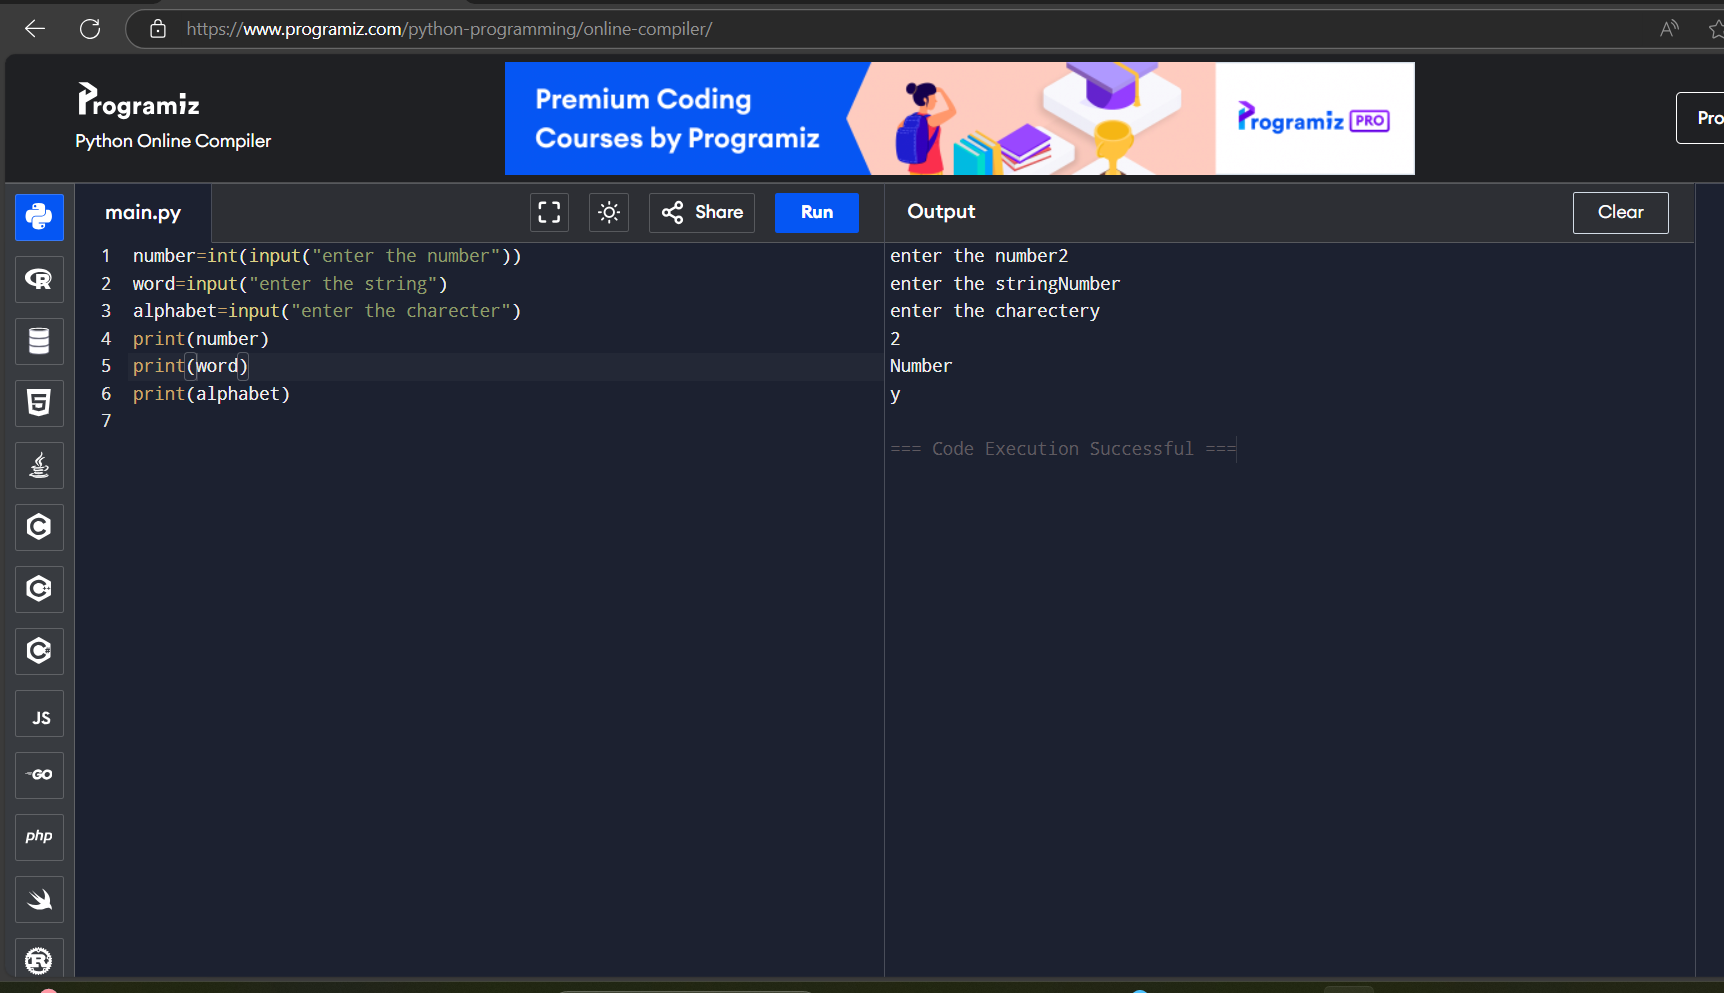 https://www.programiz.com/python-programming/online-compiler/
Programiz
Python Online Compiler
Premium Coding
Courses by Programiz
Programiz PRO
Pro
main.py
Share
Run
Output
Clear
1 number=int(input("enter the number"))
2 word=input("enter the string")
3 alphabet=input("enter the charecter")
4 print(number)
5 print(word)
6 print(alphabet)
7
enter the number2
enter the stringNumber
enter the charectery
2
Number
y
=== Code Execution Successful ===
R
5
C
C++
C#
JS
GO
php
R